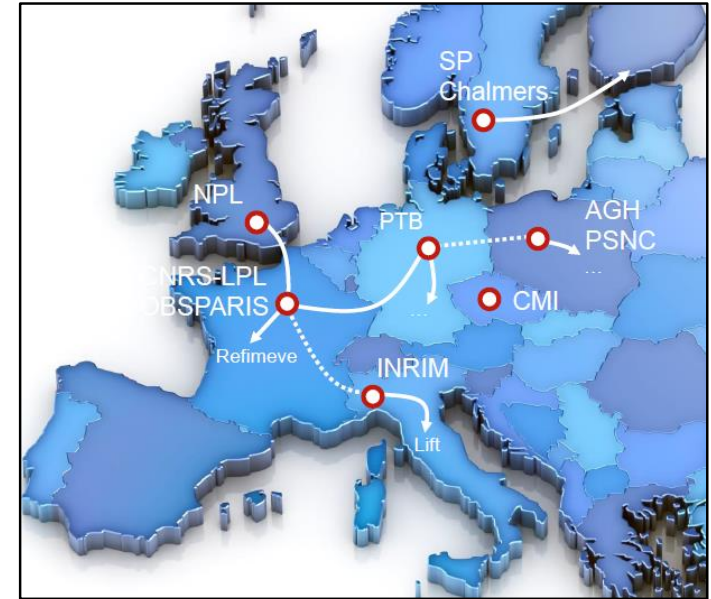 SP
Chalmers
NPL
PTB
AGH
PSNC
...
CNRS-LPL
OBSPARIS
...
CMI
Refimeve
INRIM
Lift